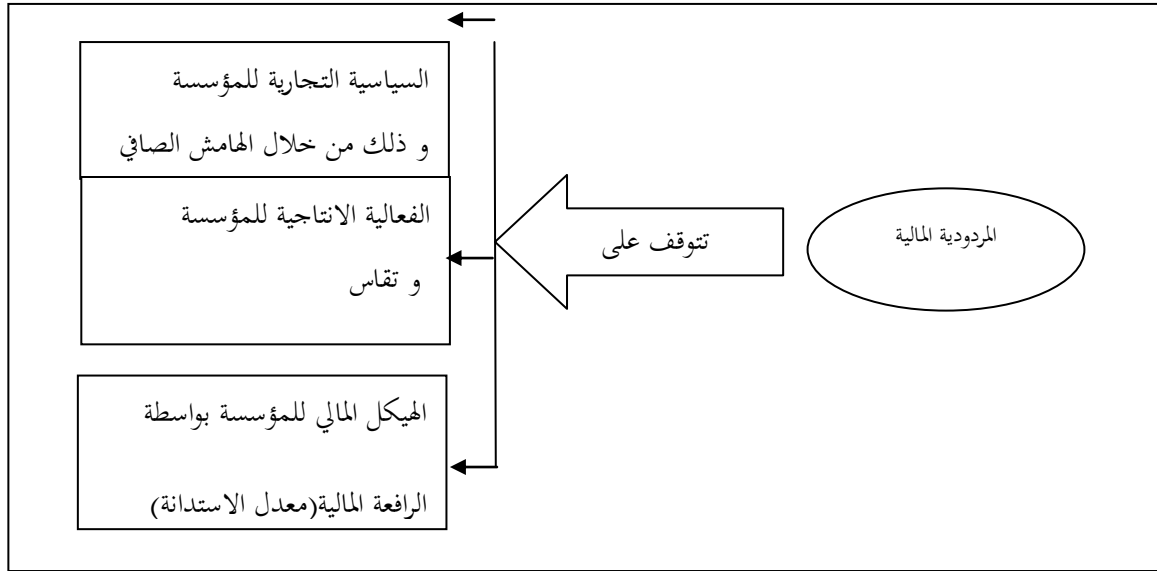 المردودية المالية
تتوقف على
السياسية التجارية للمؤسسة
و ذلك من خلال الهامش الصافي
الفعالية الانتاجية للمؤسسة
و تقاس
الهيكل المالي للمؤسسة بواسطة
الرافعة المالية(معدل الاستدانة)